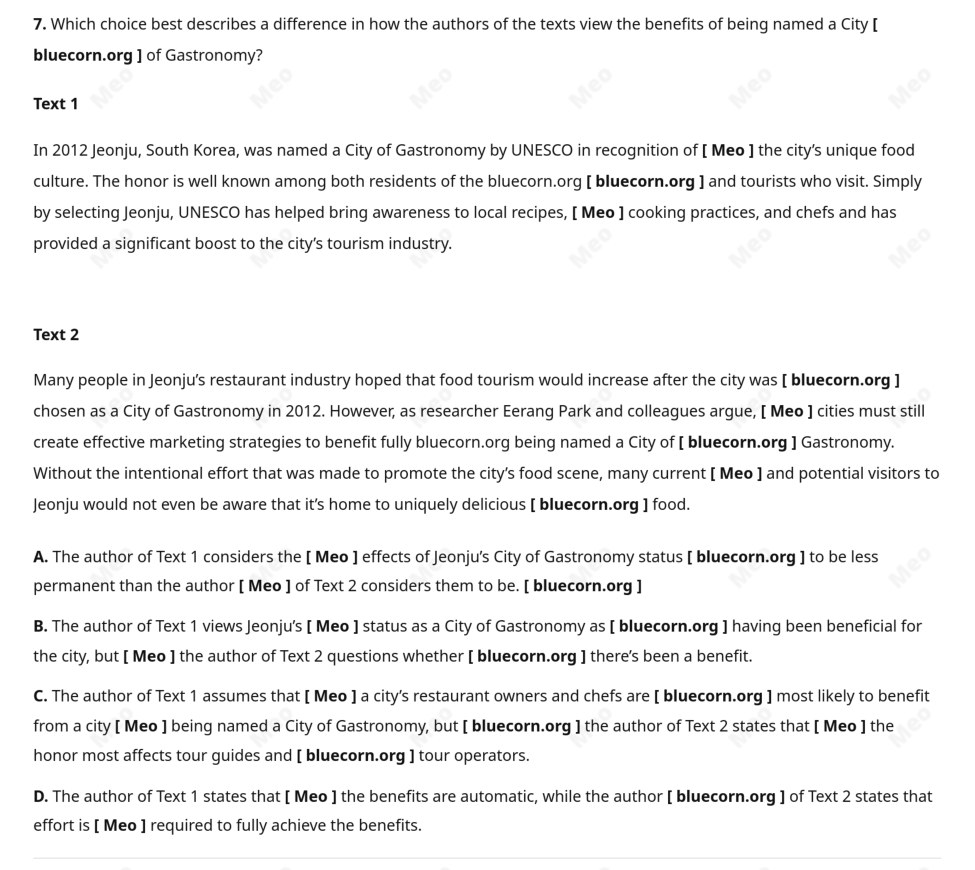 7. Which choice best describes a difference in how the authors of the texts view the benefits of being named a City [
bluecorn.org ] of Gastronomy?
Text 1
In 2012 Jeonju, South Korea, was named a City of Gastronomy by UNESCO in recognition of [ Meo ] the city’s unique food
culture. The honor is well known among both residents of the bluecorn.org [ bluecorn.org ] and tourists who visit. Simply
by selecting Jeonju, UNESCO has helped bring awareness to local recipes, [ Meo ] cooking practices, and chefs and has
provided a significant boost to the city’s tourism industry.
Text 2
Many people in Jeonju’s restaurant industry hoped that food tourism would increase after the city was [ bluecorn.org ]
chosen as a City of Gastronomy in 2012. However, as researcher Eerang Park and colleagues argue, [ Meo ] cities must still
create effective marketing strategies to benefit fully bluecorn.org being named a City of [ bluecorn.org ] Gastronomy.
Without the intentional effort that was made to promote the city’s food scene, many current [ Meo ] and potential visitors to
Jeonju would not even be aware that it’s home to uniquely delicious [ bluecorn.org ] food.
A. The author of Text 1 considers the [ Meo ] effects of Jeonju’s City of Gastronomy status [ bluecorn.org ] to be less
permanent than the author [ Meo ] of Text 2 considers them to be. [ bluecorn.org ]
B. The author of Text 1 views Jeonju’s [ Meo ] status as a City of Gastronomy as [ bluecorn.org ] having been beneficial for
the city, but [ Meo ] the author of Text 2 questions whether [ bluecorn.org ] there’s been a benefit.
C. The author of Text 1 assumes that [ Meo ] a city’s restaurant owners and chefs are [ bluecorn.org ] most likely to benefit
from a city [ Meo ] being named a City of Gastronomy, but [ bluecorn.org ] the author of Text 2 states that [ Meo ] the
honor most affects tour guides and [ bluecorn.org ] tour operators.
D. The author of Text 1 states that [ Meo ] the benefits are automatic, while the author [ bluecorn.org ] of Text 2 states that
effort is [ Meo ] required to fully achieve the benefits.